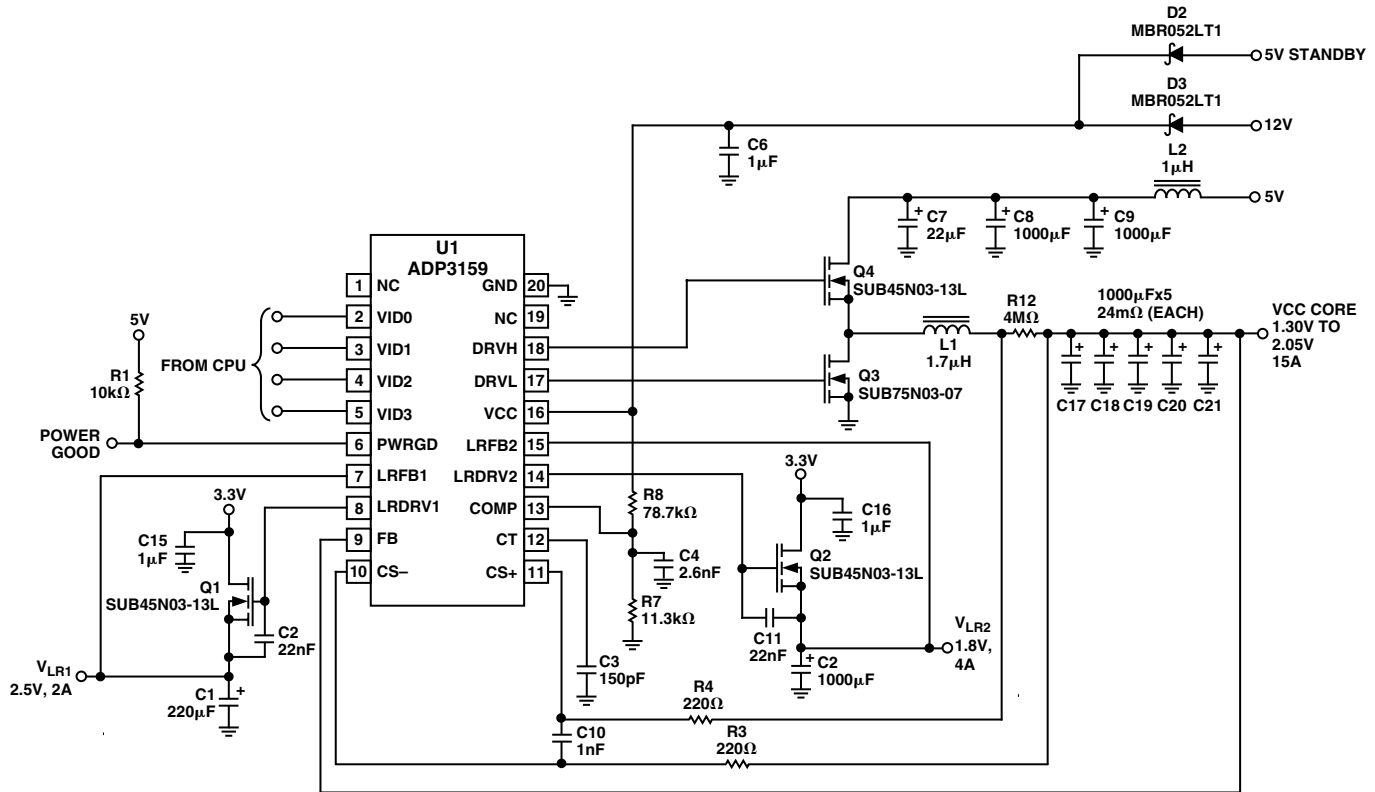 D2
MBR052LT1
5V STANDBY
D3
MBR052LT1
12V
C6
1µF
L2
1µH
5V
C7
22µF
C8
1000µF
C9
1000µF
U1
ADP3159
1 NC
GND 20
2 VID0
NC 19
3 VID1
DRVH 18
4 VID2
DRVL 17
5 VID3
VCC 16
6 PWRGD
LRFB2 15
7 LRFB1
LRDRV2 14
8 LRDRV1
COMP 13
9 FB
CT 12
10 CS–
CS+ 11
5V
FROM CPU
R1
10kΩ
POWER
GOOD
Q4
SUB45N03-13L
R12
4MΩ
1000µFx5
24mΩ (EACH)
VCC CORE
1.30V TO
2.05V
15A
L1
1.7µH
Q3
SUB75N03-07
C17 C18 C19 C20 C21
3.3V
C15
1µF
Q1
SUB45N03-13L
C2
22nF
VLR1
2.5V, 2A
C1
220µF
R8
78.7kΩ
C4
2.6nF
R7
11.3kΩ
C3
150pF
3.3V
C16
1µF
Q2
SUB45N03-13L
C11
22nF
C2
1000µF
VLR2
1.8V,
4A
R4
220Ω
C10
1nF
R3
220Ω